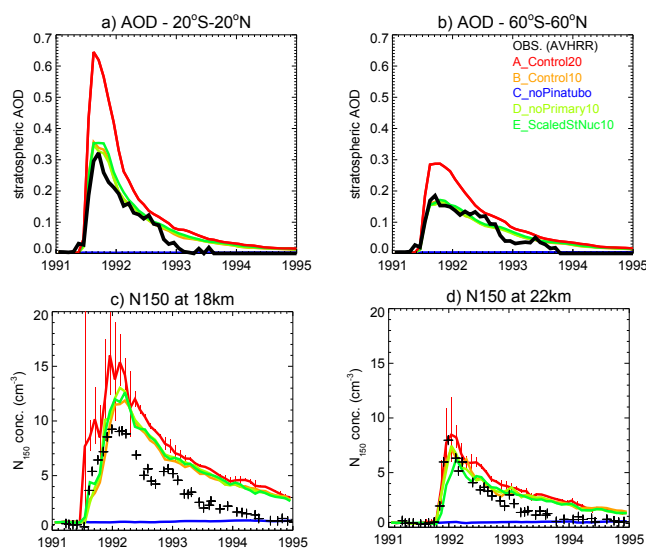 a) AOD - 20°S-20°N
b) AOD - 60°S-60°N
0.7
0.6
0.5
0.4
0.3
0.2
0.1
0.0
stratospheric AOD
1991 1992 1993 1994 1995
0.7
0.6
0.5
0.4
0.3
0.2
0.1
0.0
stratospheric AOD
OBS. (AVHRR)
A_Control20
B_Control10
C_noPinatubo
D_noPrimary10
E_ScaledStNuc10
1991 1992 1993 1994 1995
c) N150 at 18km
d) N150 at 22km
20
15
10
5
0
N150 conc. (cm-3)
1991 1992 1993 1994 1995
20
15
10
5
0
N150 conc. (cm-3)
1991 1992 1993 1994 1995